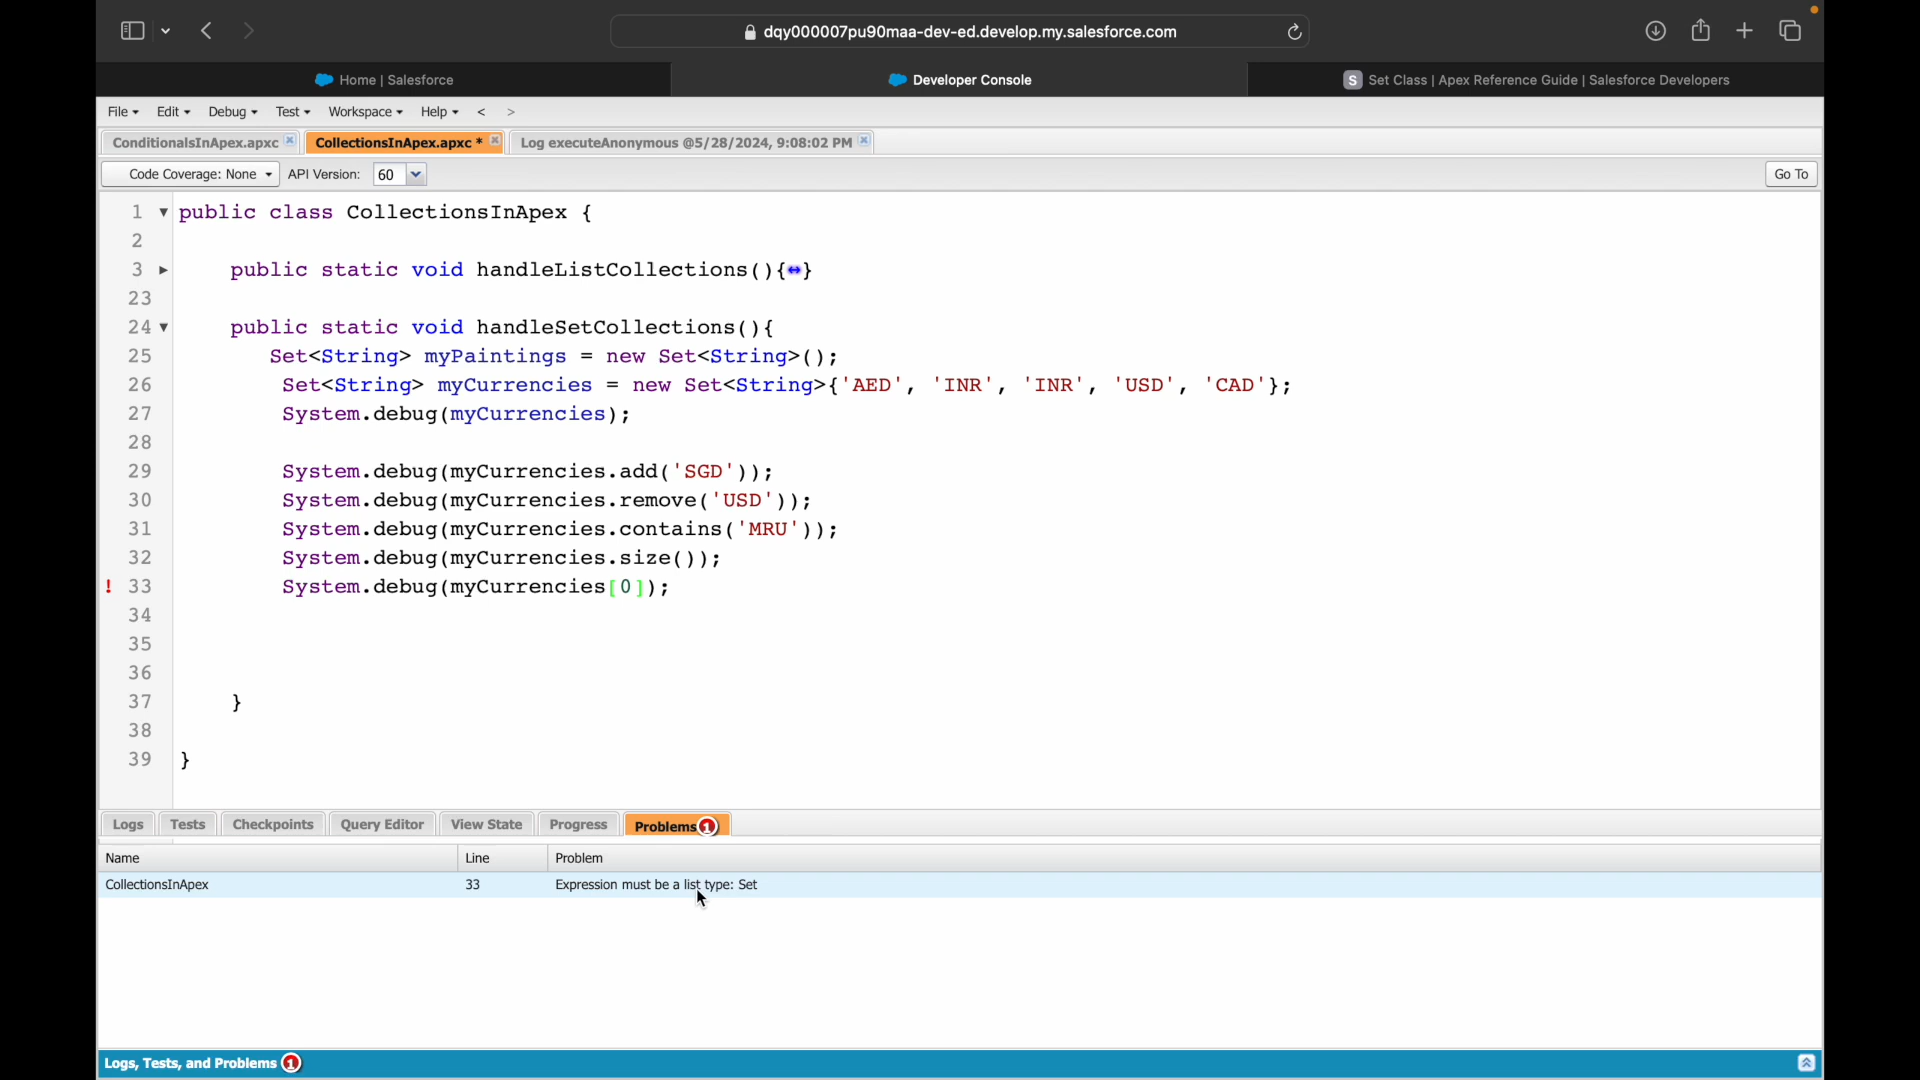 dqy000007pu90maa-dev-ed.develop.my.salesforce.com
Home | Salesforce
Developer Console
S Set Class | Apex Reference Guide | Salesforce Developers
File Edit Debug Test Workspace Help < >
ConditionalsInApex.apxc
CollectionsInApex.apxc *
Log executeAnonymous @5/28/2024, 9:08:02 PM
Code Coverage: None API Version: 60 Go To
1 public class CollectionsInApex {
2
3 public static void handleListCollections(){↔}
23
24 public static void handleSetCollections(){
25 Set<String> myPaintings = new Set<String>();
26 Set<String> myCurrencies = new Set<String>{'AED', 'INR', 'INR', 'USD', 'CAD'};
27 System.debug(myCurrencies);
28
29 System.debug(myCurrencies.add('SGD'));
30 System.debug(myCurrencies.remove('USD'));
31 System.debug(myCurrencies.contains('MRU'));
32 System.debug(myCurrencies.size());
! 33 System.debug(myCurrencies[0]);
34
35
36
37 }
38
39 }
Logs Tests Checkpoints Query Editor View State Progress Problems 1
Name Line Problem
CollectionsInApex 33 Expression must be a list type: Set
Logs, Tests, and Problems 1